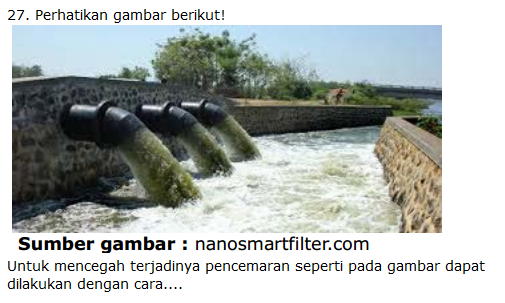 27. Perhatikan gambar berikut!
Sumber gambar : nanosmartfilter.com
Untuk mencegah terjadinya pencemaran seperti pada gambar dapat
dilakukan dengan cara....